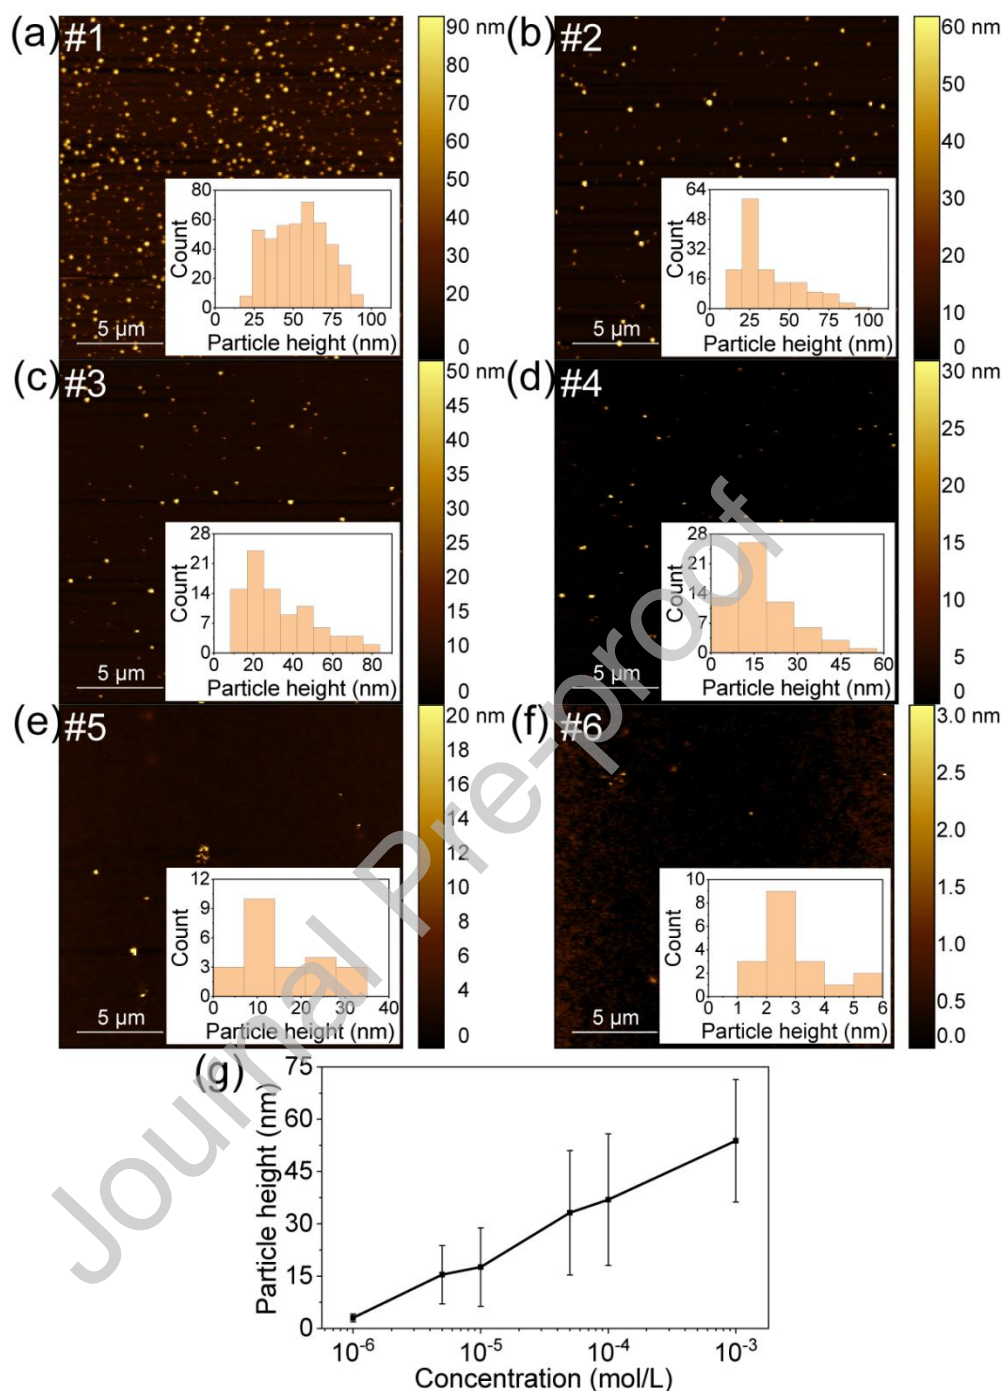 (a) #1
90 nm
80
70
60
50
40
30
20
0
5 µm
80
60
40
20
0
Count
25 50 75 100
Particle height (nm)
(b) #2
60 nm
50
40
30
20
10
0
5 µm
64
48
32
16
0
Count
0 25 50 75 100
Particle height (nm)
(c) #3
50 nm
45
40
35
30
25
20
15
10
0
5 µm
28
21
14
7
0
Count
20 40 60 80
Particle height (nm)
(d) #4
30 nm
25
20
15
10
5
0
5 µm
28
21
14
7
0
Count
0 15 30 45 60
Particle height (nm)
(e) #5
20 nm
16
14
12
10
8
6
4
0
5 µm
12
9
6
3
0
Count
0 10 20 30 40
Particle height (nm)
(f) #6
3.0 nm
2.5
2.0
1.5
1.0
0.5
0.0
5 µm
10
8
6
4
2
0
Count
0 1 2 3 4 5 6
Particle height (nm)
(g)
75
60
45
30
15
0
Particle height (nm)
10⁻⁶ 10⁻⁵ 10⁻⁴ 10⁻³
Concentration (mol/L)
Journal Pre-proof